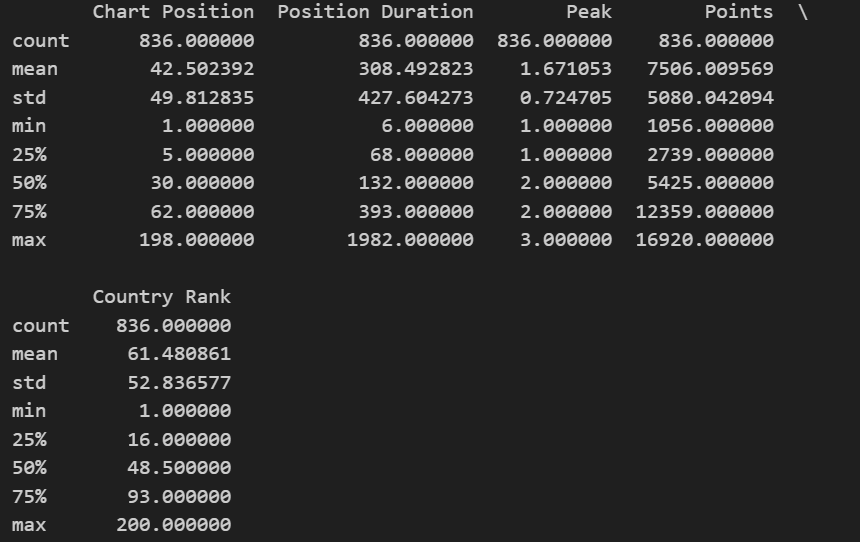 Chart Position  Position Duration        Peak        Points  \
count      836.000000         836.000000  836.000000    836.000000
mean        42.502392         308.492823    1.671053   7506.009569
std         49.812835         427.604273    0.724705   5080.042094
min          1.000000           6.000000    1.000000   1056.000000
25%          5.000000          68.000000    1.000000   2739.000000
50%         30.000000         132.000000    2.000000   5425.000000
75%         62.000000         393.000000    2.000000  12359.000000
max        198.000000        1982.000000    3.000000  16920.000000
Country Rank
count    836.000000
mean      61.480861
std       52.836577
min        1.000000
25%       16.000000
50%       48.500000
75%       93.000000
max      200.000000